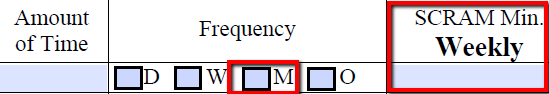 Amount
of Time
Frequency
SCRAM Min.
Weekly
D W M O